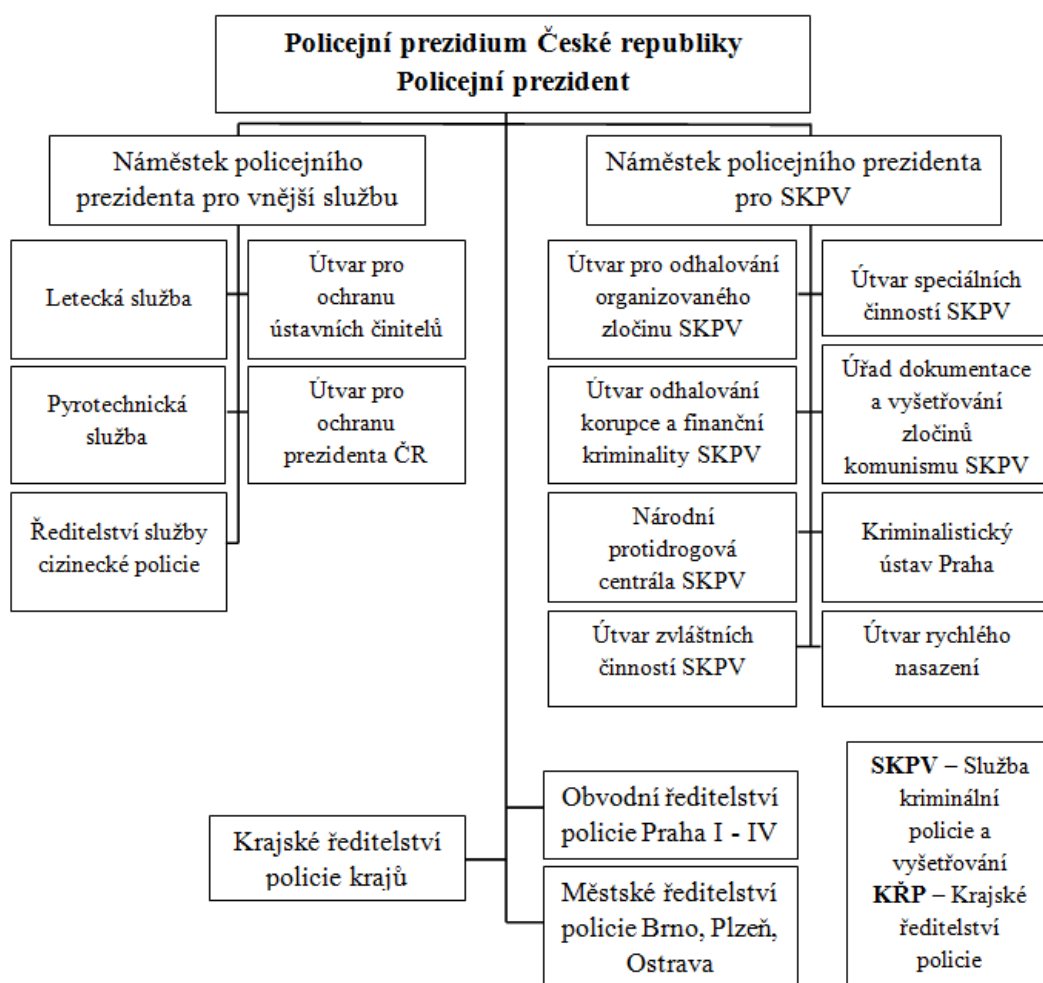 Policejní prezidium České republiky
Policejní prezident
Náměstek policejního
prezidenta pro vnější službu
Náměstek policejního prezidenta
pro SKPV
Letecká služba
Útvar pro
ochranu
ústavních činitelů
Pyrotechnická
služba
Útvar pro
ochranu
prezidenta ČR
Ředitelství služby
cizinecké policie
Útvar pro odhalování
organizovaného
zločinu SKPV
Útvar speciálních
činností SKPV
Útvar odhalování
korupce a finanční
kriminality SKPV
Úřad dokumentace
a vyšetřování
zločinů
komunismu SKPV
Národní
protidrogová
centrála SKPV
Kriminalistický
ústav Praha
Útvar zvláštních
činností SKPV
Útvar rychlého
nasazení
Krajské ředitelství
policie krajů
Obvodní ředitelství
policie Praha I - IV
Městské ředitelství
policie Brno, Plzeň,
Ostrava
SKPV – Služba
kriminální
policie a
vyšetřování
KŘP – Krajské
ředitelství
policie